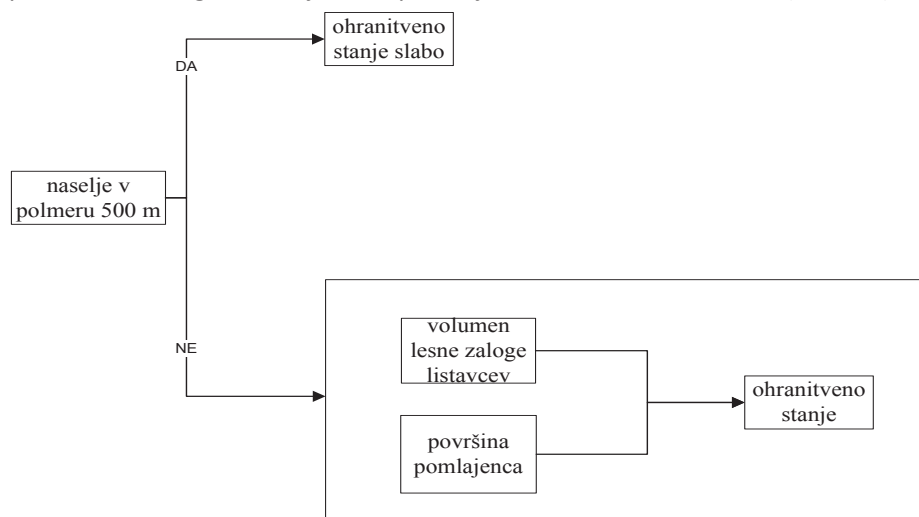 ohranitveno
stanje slabo
DA
naselje v
polmeru 500 m
NE
volumen
lesne zaloge
listavcev
ohranitveno
stanje
površina
pomlajenca